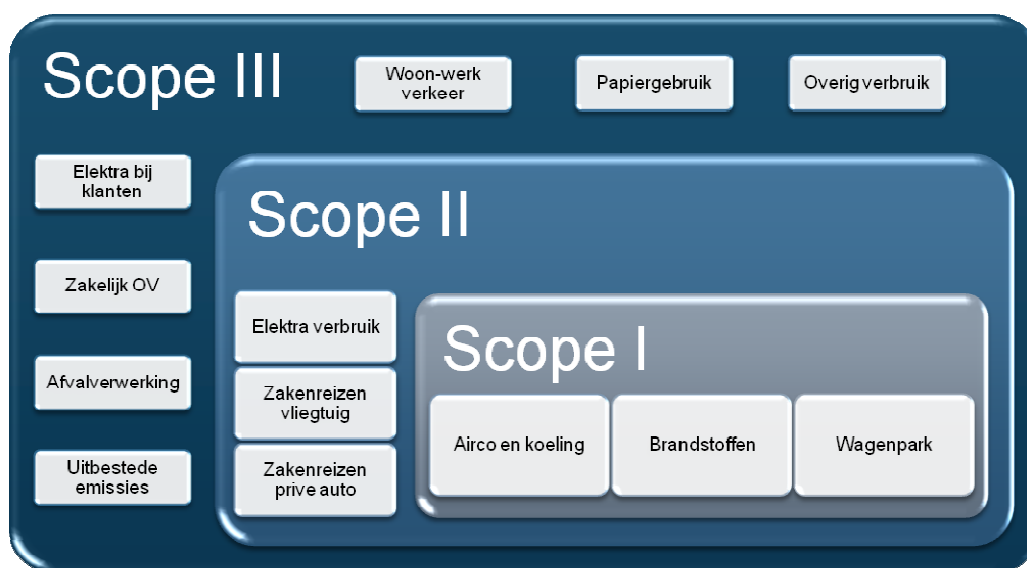 Scope III
Woon-werk
verkeer
Papiergebruik
Overig verbruik
Elektra bij
klanten
Zakelijk OV
Afvalverwerking
Uitbestede
emissies
Scope II
Elektra verbruik
Zakenreizen
vliegtuig
Zakenreizen
prive auto
Scope I
Airco en koeling
Brandstoffen
Wagenpark